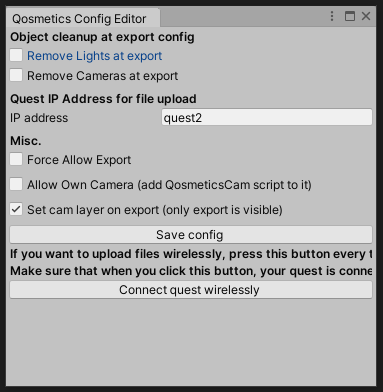 Qosmetics Config Editor
Object cleanup at export config
Remove Lights at export
Remove Cameras at export
Quest IP Address for file upload
IP address quest2
Misc.
Force Allow Export
Allow Own Camera (add QosmeticsCam script to it)
Set cam layer on export (only export is visible)
Save config
If you want to upload files wirelessly, press this button every t
Make sure that when you click this button, your quest is conne
Connect quest wirelessly